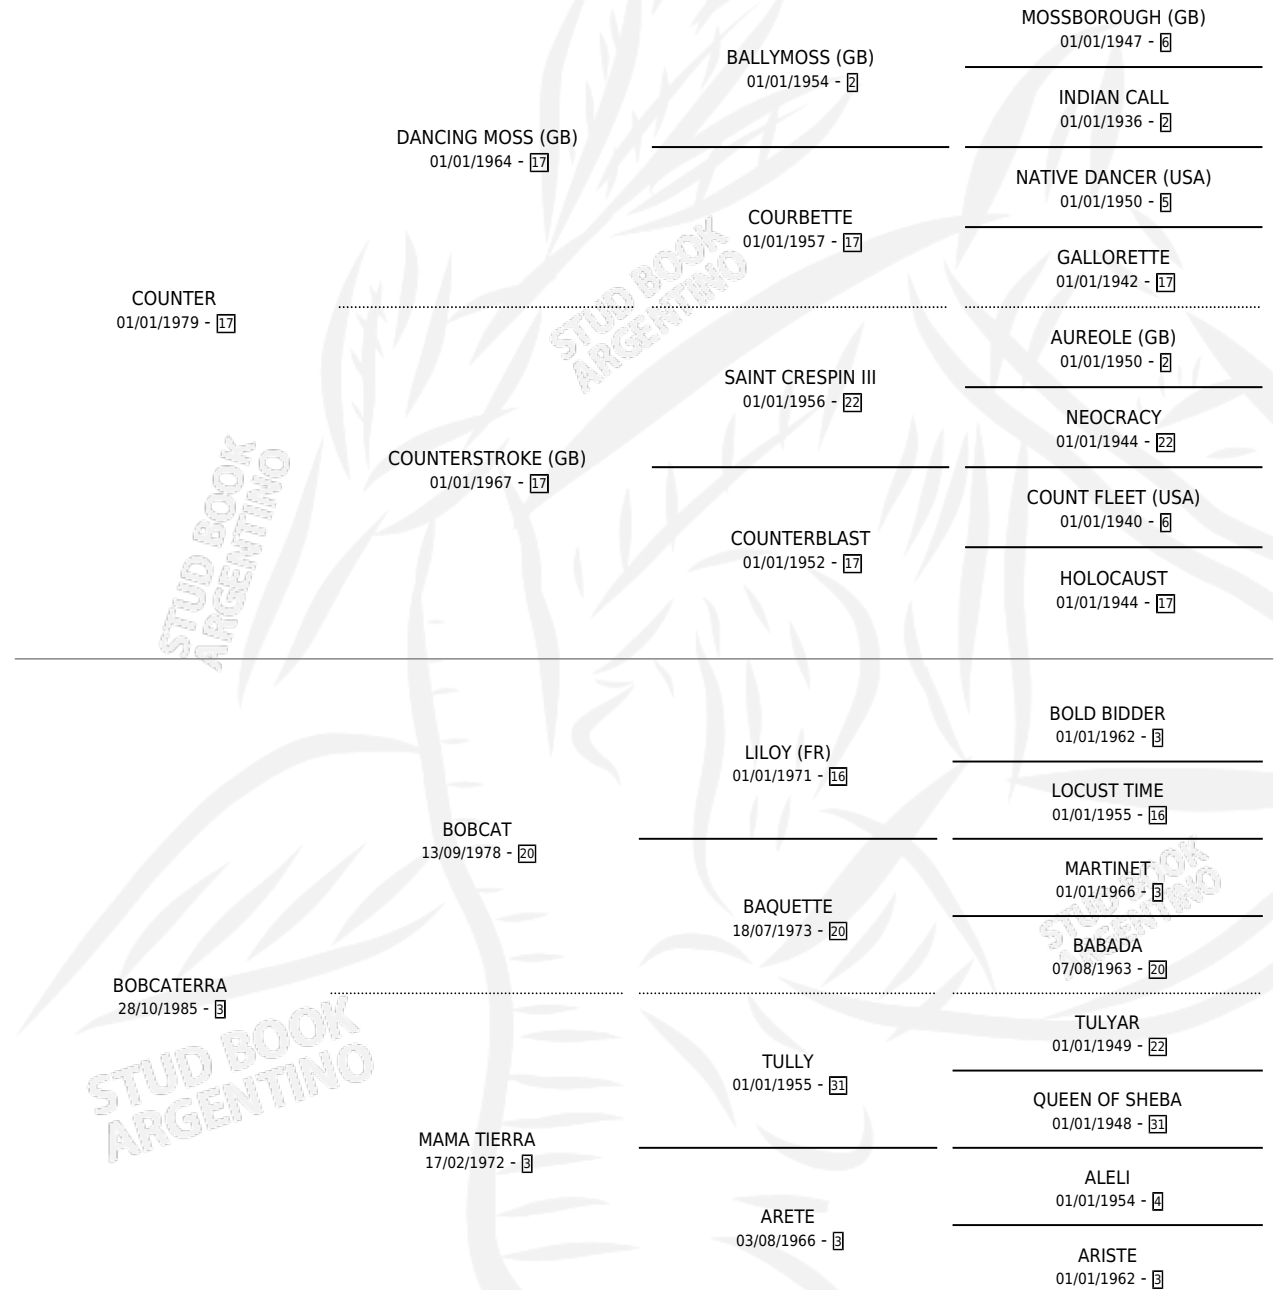 MOSSBOROUGH (GB)
01/01/1947 - 6
BALLYMOSS (GB)
01/01/1954 - 2
INDIAN CALL
01/01/1936 - 2
DANCING MOSS (GB)
01/01/1964 - 17
NATIVE DANCER (USA)
01/01/1950 - 5
COURBETTE
01/01/1957 - 17
GALLORETTE
01/01/1942 - 17
COUNTER
01/01/1979 - 17
AUREOLE (GB)
01/01/1950 - 2
SAINT CRESPIN III
01/01/1956 - 22
NEOCRACY
01/01/1944 - 22
COUNTERSTROKE (GB)
01/01/1967 - 17
COUNT FLEET (USA)
01/01/1940 - 6
COUNTERBLAST
01/01/1952 - 17
HOLOCAUST
01/01/1944 - 17
BOLD BIDDER
01/01/1962 - 3
LILOY (FR)
01/01/1971 - 16
LOCUST TIME
01/01/1955 - 16
BOBCAT
13/09/1978 - 20
MARTINET
01/01/1966 - 3
BAQUETTE
18/07/1973 - 20
BABADA
07/08/1963 - 20
BOBCATERRA
28/10/1985 - 3
TULYAR
01/01/1949 - 22
TULLY
01/01/1955 - 31
QUEEN OF SHEBA
01/01/1948 - 31
MAMA TIERRA
17/02/1972 - 3
ALELI
01/01/1954 - 4
ARETE
03/08/1966 - 3
ARISTE
01/01/1962 - 3
STUD BOOK
ARGENTINO
STUD BOOK
ARGENTINO
STUD BOOK
ARGENTINO
STUD BOOK
ARGENTINO